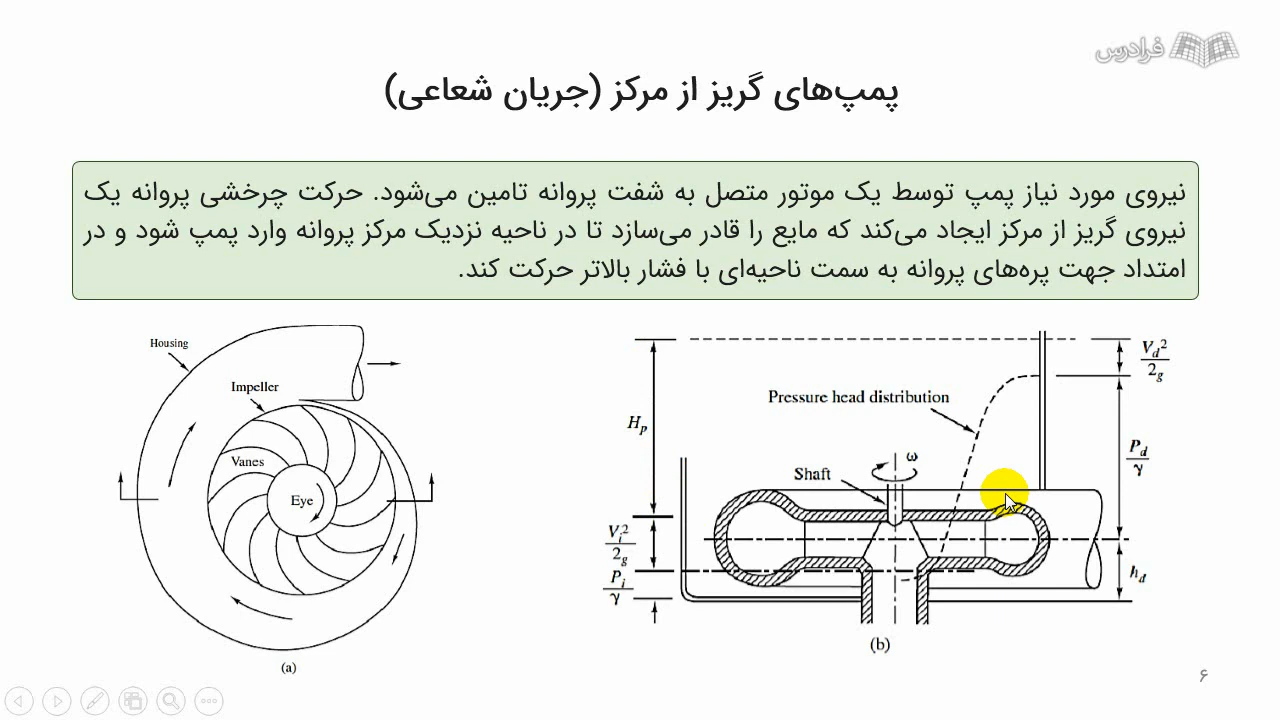 فرادرس
پمپ‌های گریز از مرکز (جریان شعاعی)
نیروی مورد نیاز پمپ توسط یک موتور متصل به شفت پروانه تامین می‌شود. حرکت چرخشی پروانه یک
نیروی گریز از مرکز ایجاد می‌کند که مایع را قادر می‌سازد تا در ناحیه نزدیک مرکز پروانه وارد پمپ شود و در
امتداد جهت پره‌های پروانه به سمت ناحیه‌ای با فشار بالاتر حرکت کند.
Housing
Impeller
Vanes
Eye
(a)
V_d^2/2g
Pressure head distribution
H_p
P_d/γ
ω
Shaft
V_i^2/2g
P_i/γ
h_d
(b)
۶